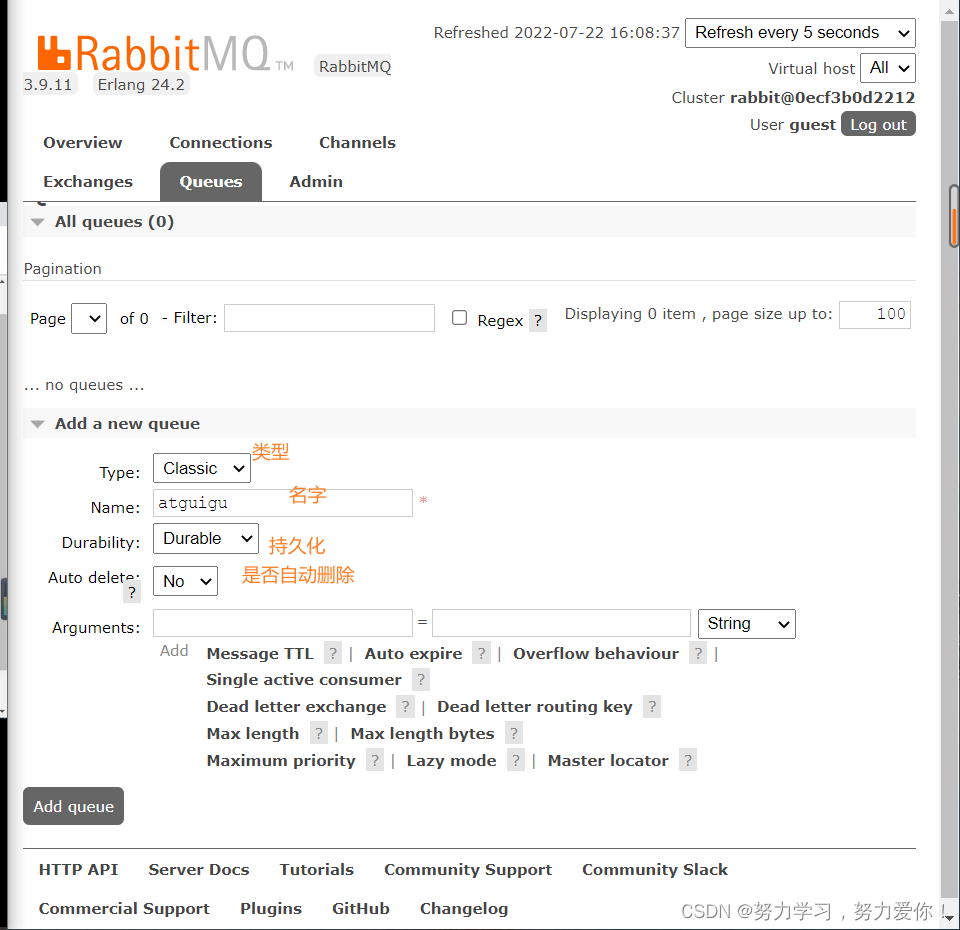 Refreshed 2022-07-22 16:08:37 Refresh every 5 seconds
RabbitMQ TM RabbitMQ
3.9.11 Erlang 24.2
Virtual host All
Cluster rabbit@0ecf3b0d2212
User guest Log out
Overview Connections Channels
Exchanges Queues Admin
All queues (0)
Pagination
Page of 0 - Filter: Regex ? Displaying 0 item , page size up to: 100
... no queues ...
Add a new queue
Type: Classic 类型
Name: atguigu 名字 *
Durability: Durable 持久化
Auto delete: ? No 是否自动删除
Arguments: = String
Add Message TTL ? | Auto expire ? | Overflow behaviour ? |
Single active consumer ?
Dead letter exchange ? | Dead letter routing key ?
Max length ? | Max length bytes ?
Maximum priority ? | Lazy mode ? | Master locator ?
Add queue
HTTP API Server Docs Tutorials Community Support Community Slack
Commercial Support Plugins GitHub Changelog
CSDN @努力学习，努力爱你！